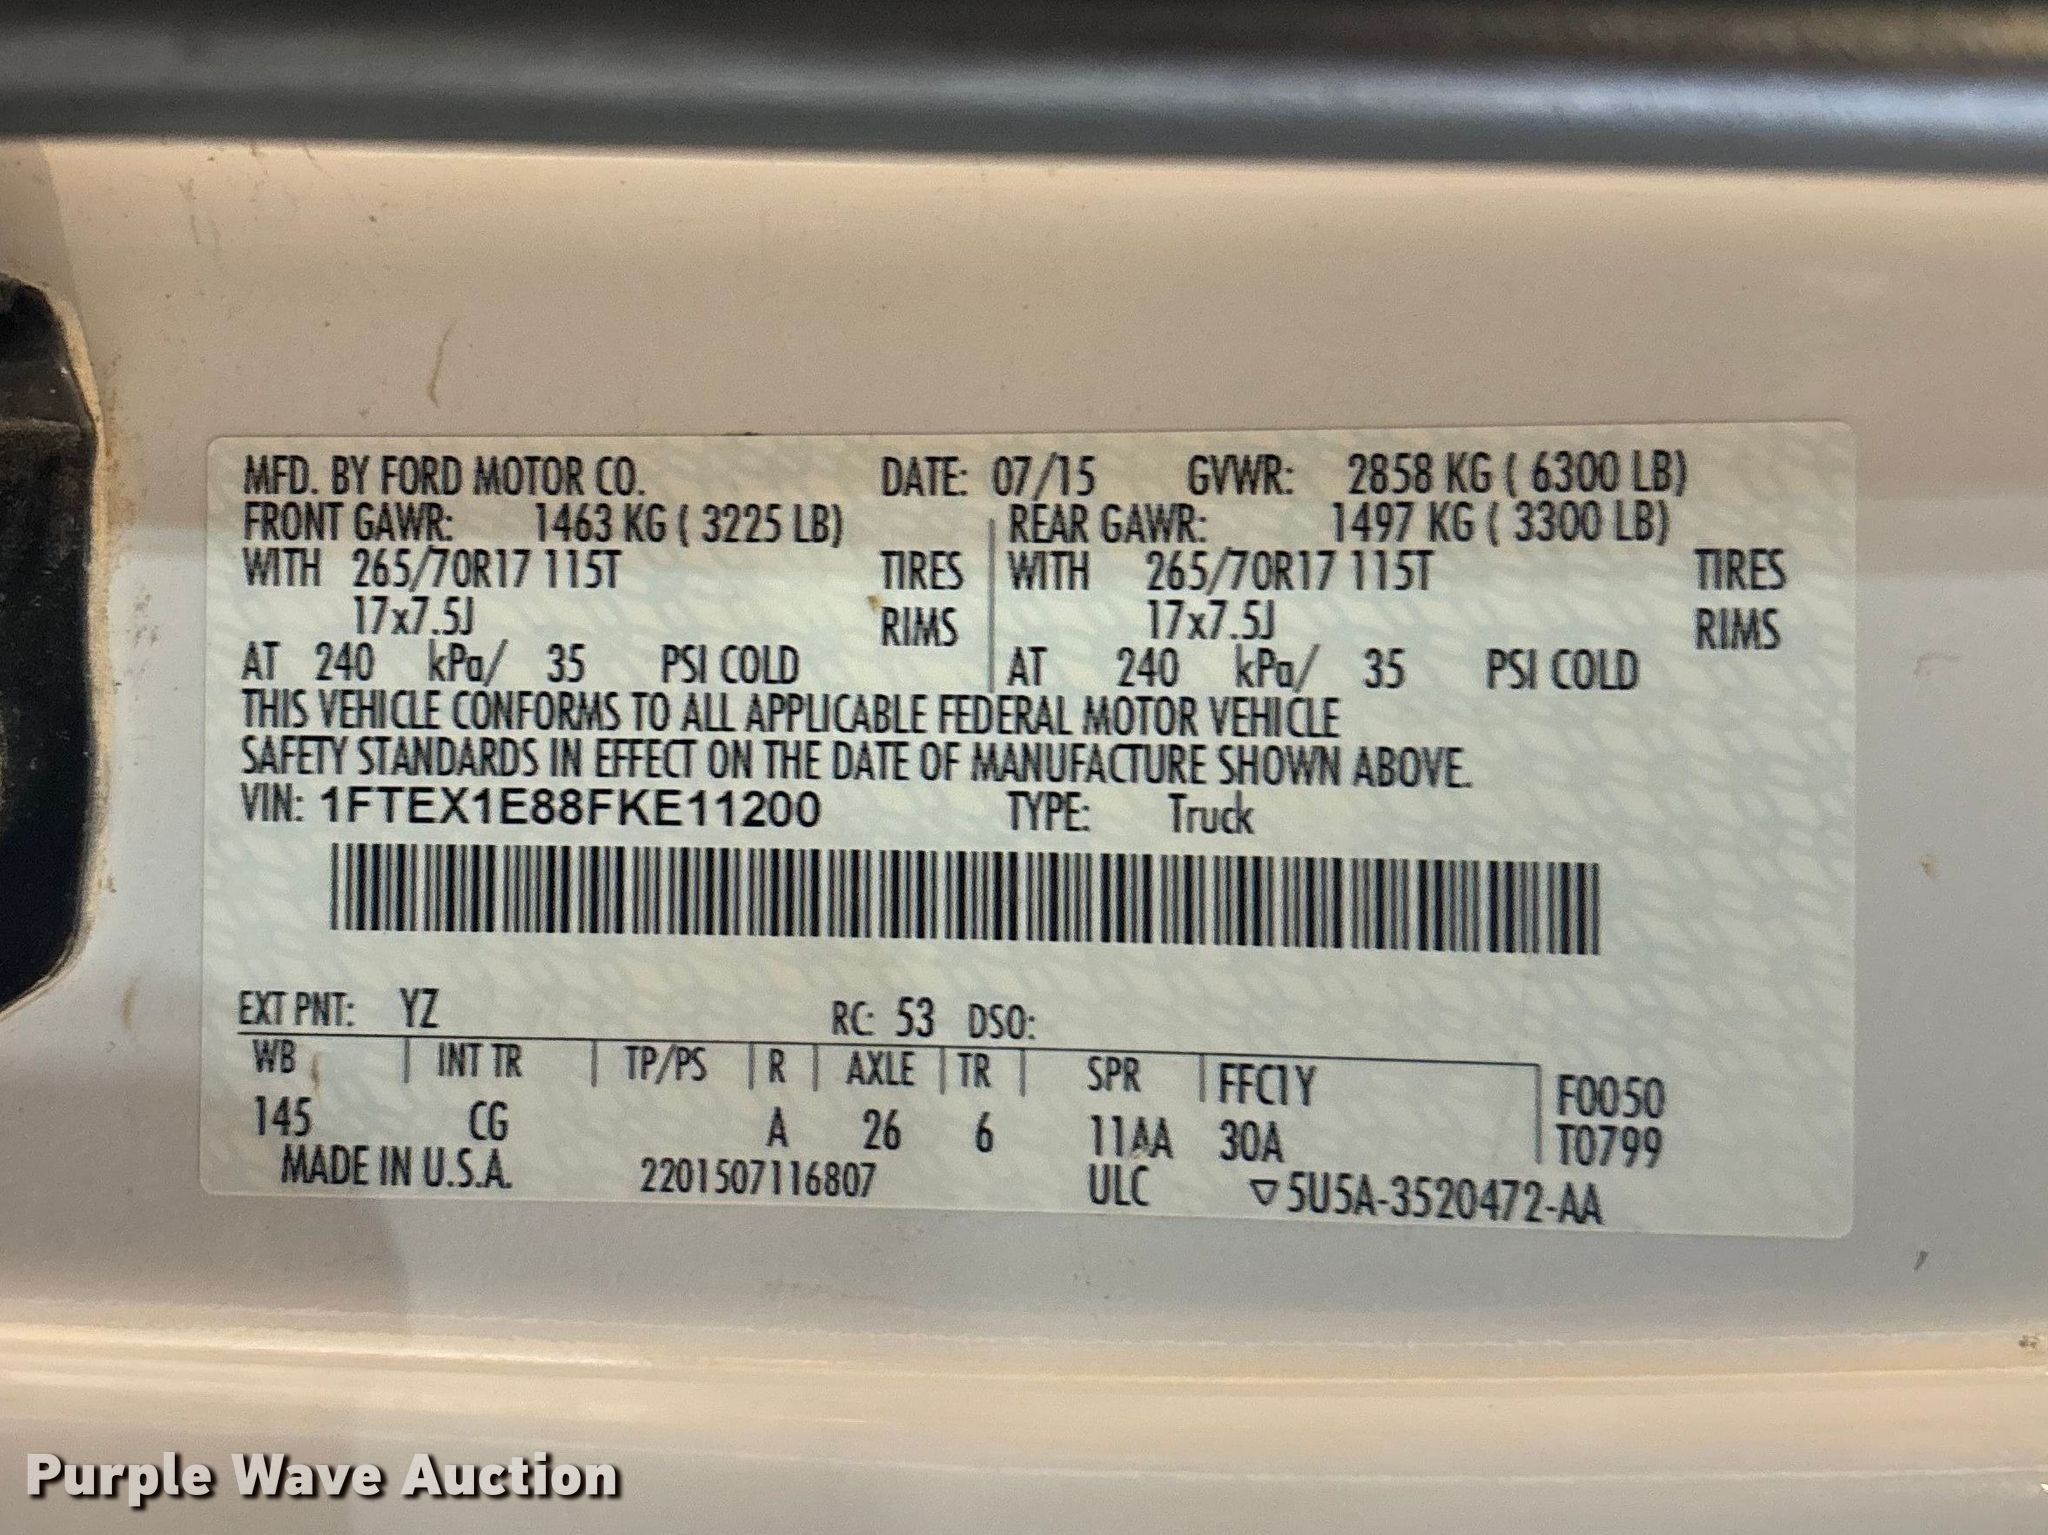 MFD. BY FORD MOTOR CO. DATE: 07/15 GVWR: 2858 KG ( 6300 LB)
FRONT GAWR: 1463 KG ( 3225 LB) REAR GAWR: 1497 KG ( 3300 LB)
WITH 265/70R17 115T TIRES WITH 265/70R17 115T TIRES
17x7.5J RIMS 17x7.5J RIMS
AT 240 kPa/ 35 PSI COLD AT 240 kPa/ 35 PSI COLD
THIS VEHICLE CONFORMS TO ALL APPLICABLE FEDERAL MOTOR VEHICLE
SAFETY STANDARDS IN EFFECT ON THE DATE OF MANUFACTURE SHOWN ABOVE.
VIN: 1FTEX1E88FKE11200 TYPE: Truck
EXT PNT: YZ RC: 53 DSO:
WB | INT TR | TP/PS | R | AXLE | TR | SPR | FFC1Y F0050
145 CG A 26 6 11AA 30A T0799
MADE IN U.S.A. 2201507116807 ULC ▽5U5A-3520472-AA
Purple Wave Auction